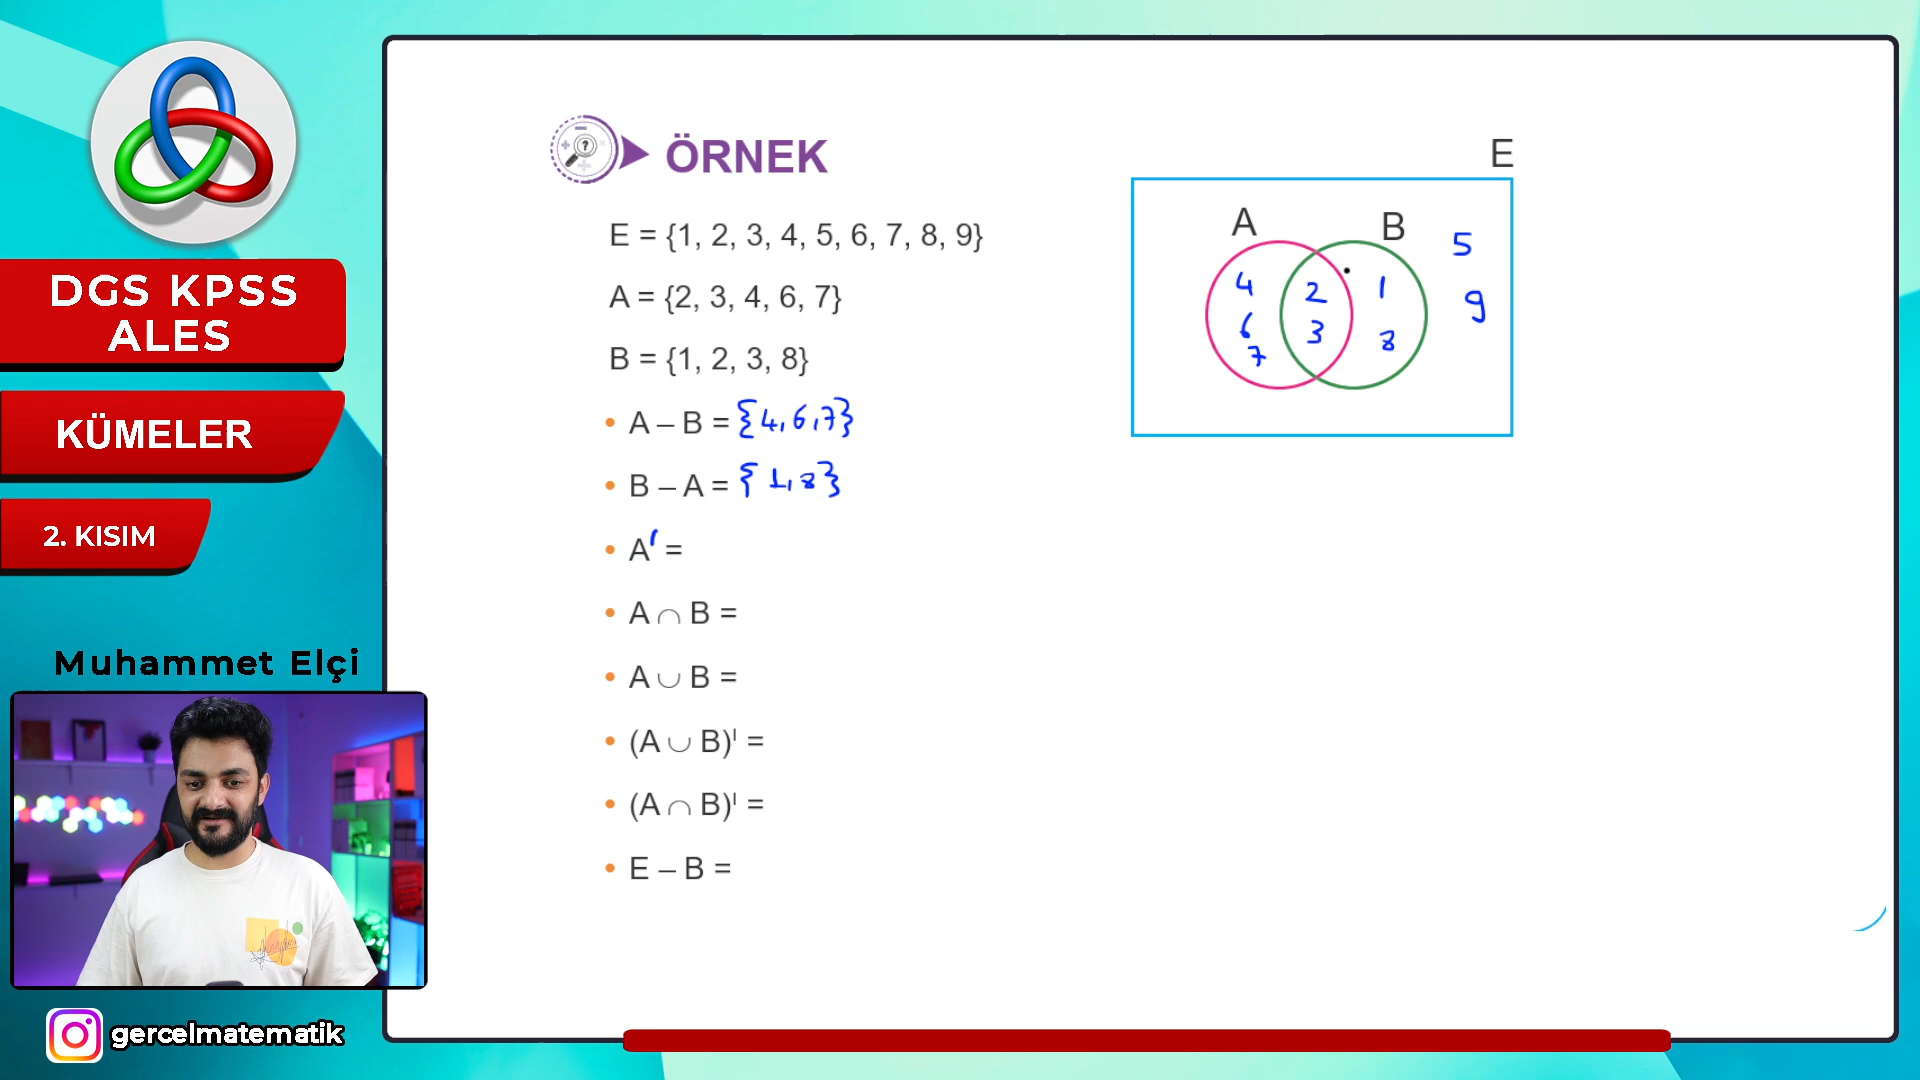 DGS KPSS
ALES
KÜMELER
2. KISIM
Muhammet Elçi
gercelmatematik
ÖRNEK
E = {1, 2, 3, 4, 5, 6, 7, 8, 9}
A = {2, 3, 4, 6, 7}
B = {1, 2, 3, 8}
• A – B = {4, 6, 7}
• B – A = {1, 8}
• A' =
• A ∩ B =
• A ∪ B =
• (A ∪ B)ı =
• (A ∩ B)ı =
• E – B =
E
A B
4 2 1 5
6 3 8 9
7